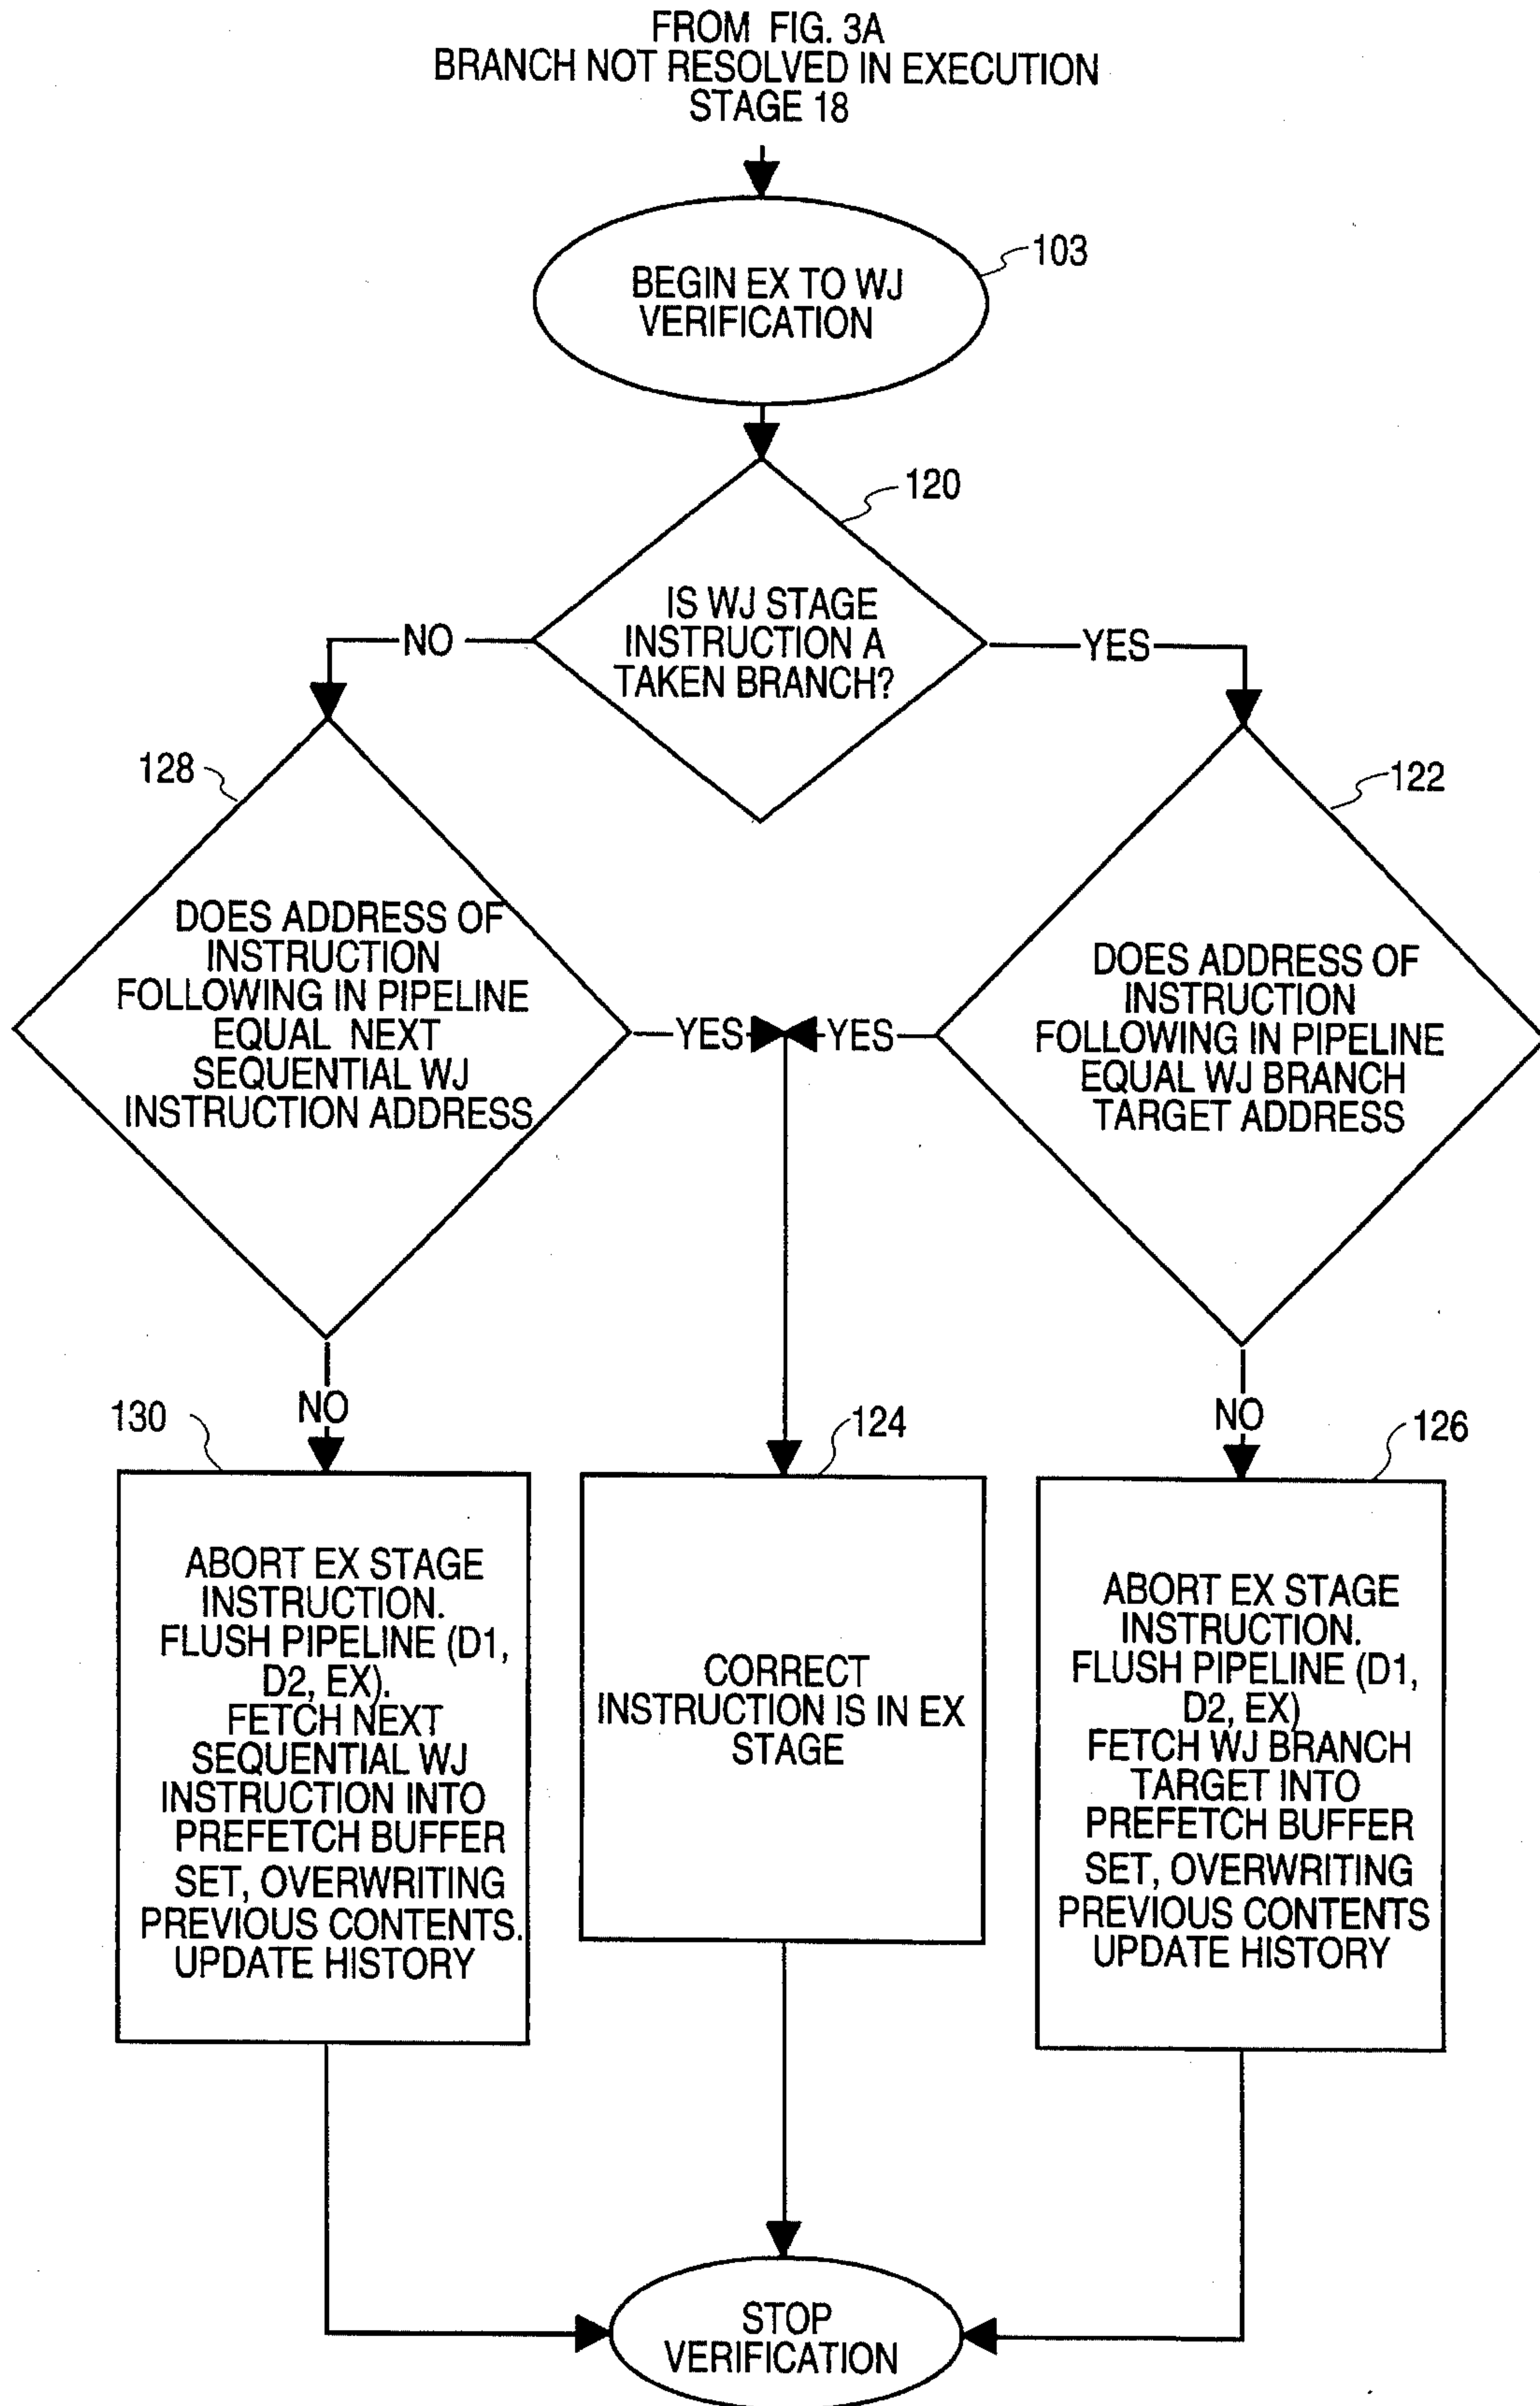 FROM FIG. 3A
BRANCH NOT RESOLVED IN EXECUTION
STAGE 18
103
BEGIN EX TO WJ
VERIFICATION
120
IS WJ STAGE
INSTRUCTION A
TAKEN BRANCH?
NO
YES
128
122
DOES ADDRESS OF
INSTRUCTION
FOLLOWING IN PIPELINE
EQUAL NEXT
SEQUENTIAL WJ
INSTRUCTION ADDRESS
YES
YES
DOES ADDRESS OF
INSTRUCTION
FOLLOWING IN PIPELINE
EQUAL WJ BRANCH
TARGET ADDRESS
NO
NO
130
124
126
ABORT EX STAGE
INSTRUCTION.
FLUSH PIPELINE (D1,
D2, EX).
FETCH NEXT
SEQUENTIAL WJ
INSTRUCTION INTO
PREFETCH BUFFER
SET, OVERWRITING
PREVIOUS CONTENTS.
UPDATE HISTORY
CORRECT
INSTRUCTION IS IN EX
STAGE
ABORT EX STAGE
INSTRUCTION.
FLUSH PIPELINE (D1,
D2, EX)
FETCH WJ BRANCH
TARGET INTO
PREFETCH BUFFER
SET, OVERWRITING
PREVIOUS CONTENTS
UPDATE HISTORY
STOP
VERIFICATION